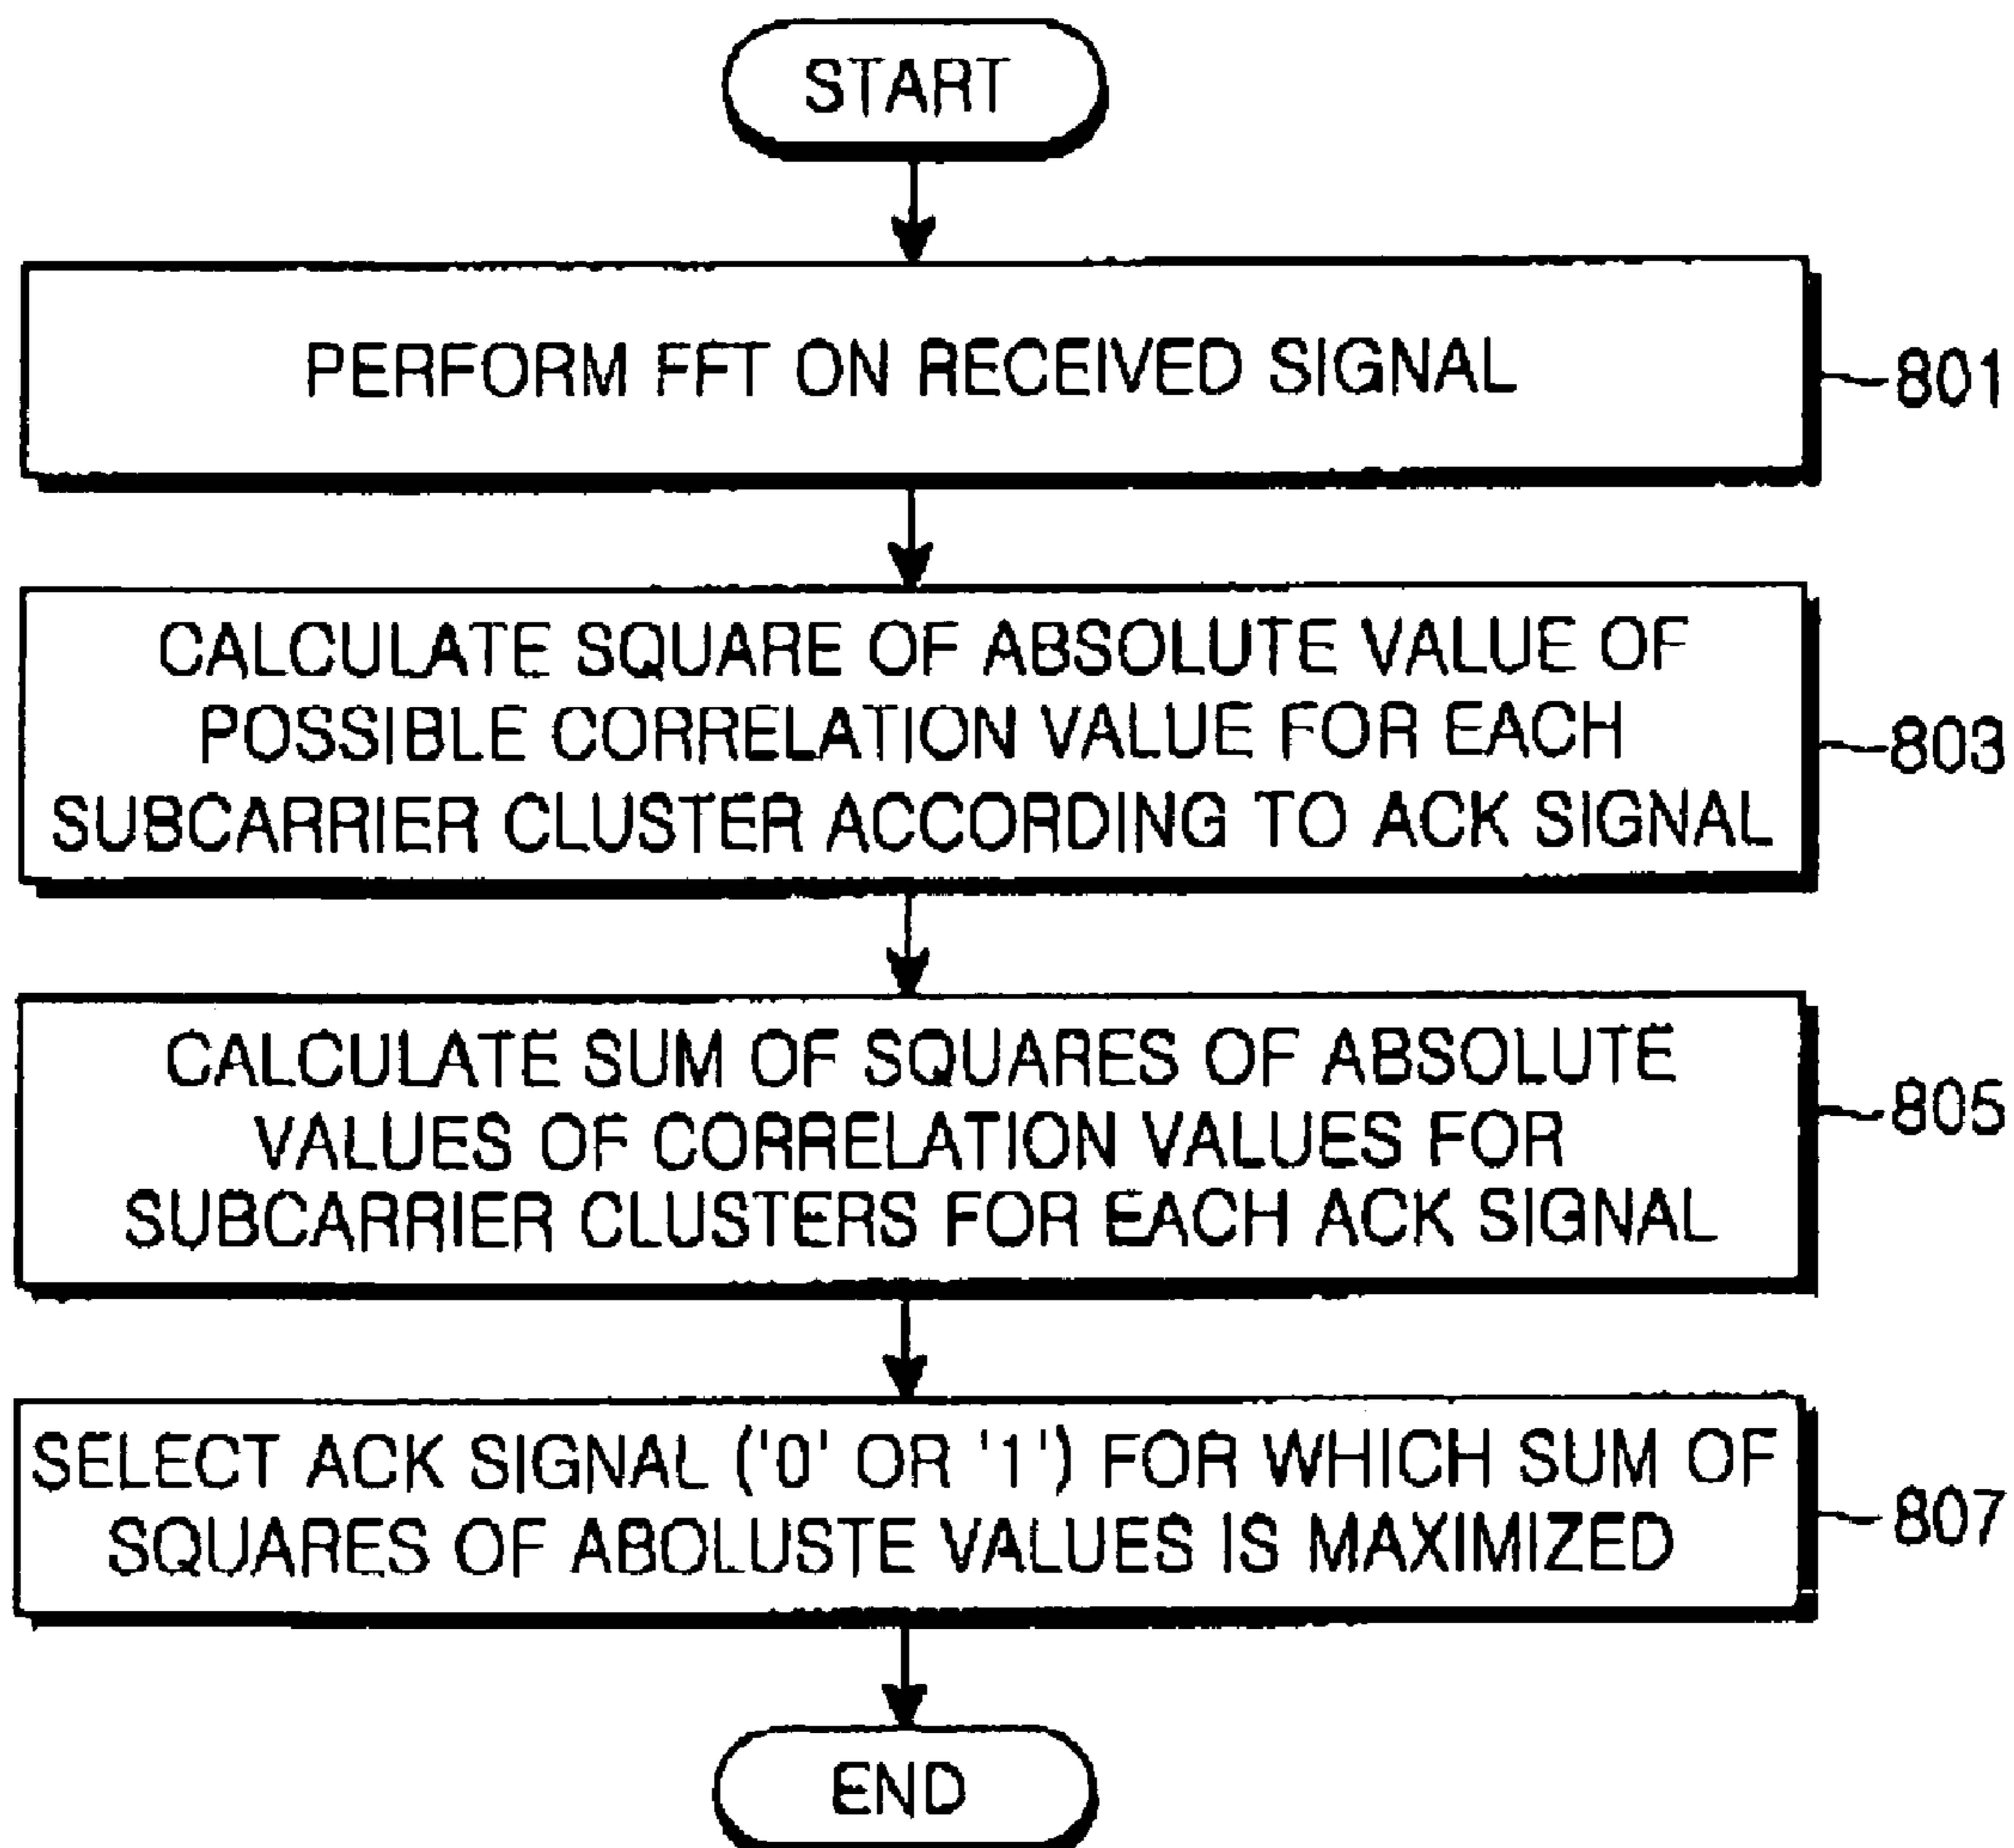 START
PERFORM FFT ON RECEIVED SIGNAL
801
CALCULATE SQUARE OF ABSOLUTE VALUE OF
POSSIBLE CORRELATION VALUE FOR EACH
SUBCARRIER CLUSTER ACCORDING TO ACK SIGNAL
803
CALCULATE SUM OF SQUARES OF ABSOLUTE
VALUES OF CORRELATION VALUES FOR
SUBCARRIER CLUSTERS FOR EACH ACK SIGNAL
805
SELECT ACK SIGNAL ('0' OR '1') FOR WHICH SUM OF
SQUARES OF ABOLUSTE VALUES IS MAXIMIZED
807
END